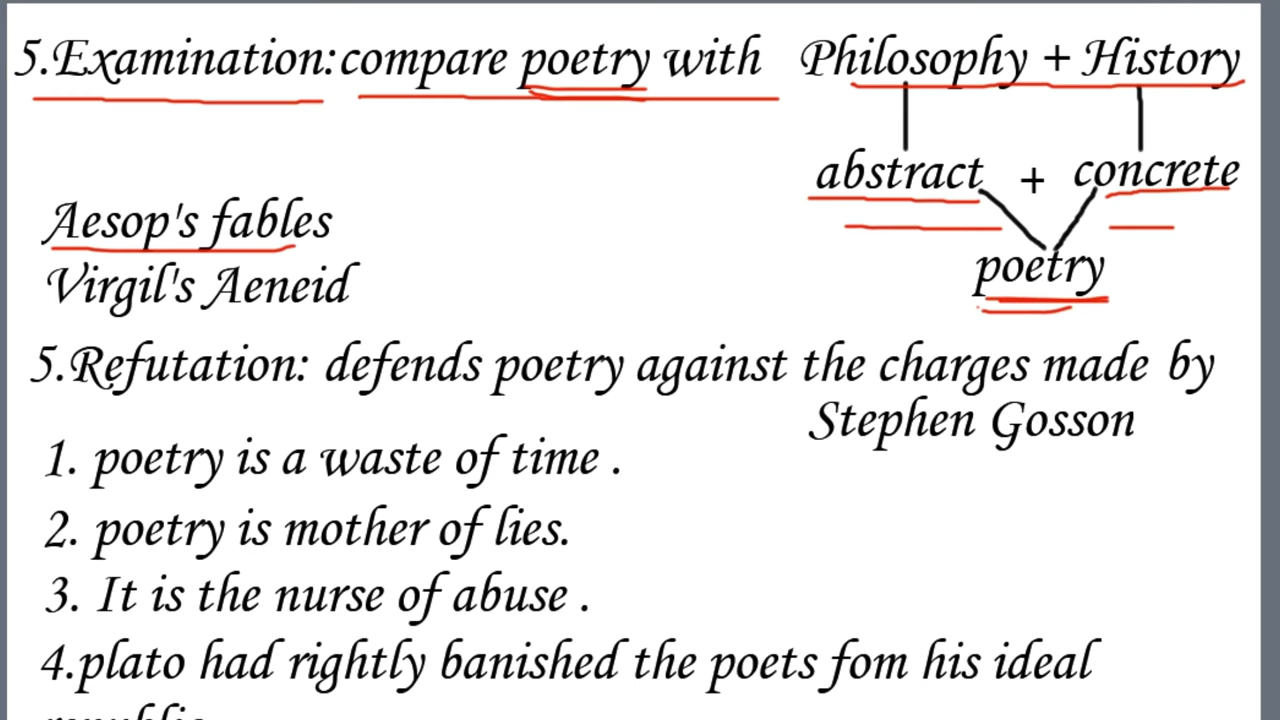 5.Examination:compare poetry with Philosophy + History
abstract + concrete
Aesop's fables
poetry
Virgil's Aeneid
5.Refutation: defends poetry against the charges made by
Stephen Gosson
1. poetry is a waste of time .
2. poetry is mother of lies.
3. It is the nurse of abuse .
4.plato had rightly banished the poets fom his ideal